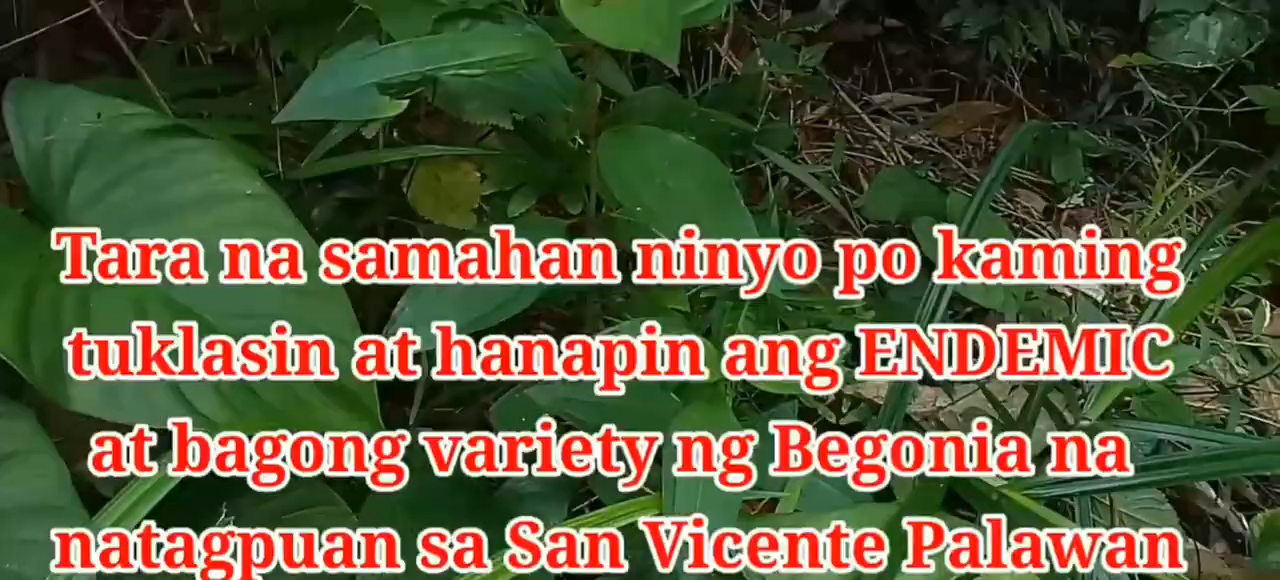 Tara na samahan ninyo po kaming
tuklasin at hanapin ang ENDEMIC
at bagong variety ng Begonia na
natagpuan sa San Vicente Palawan